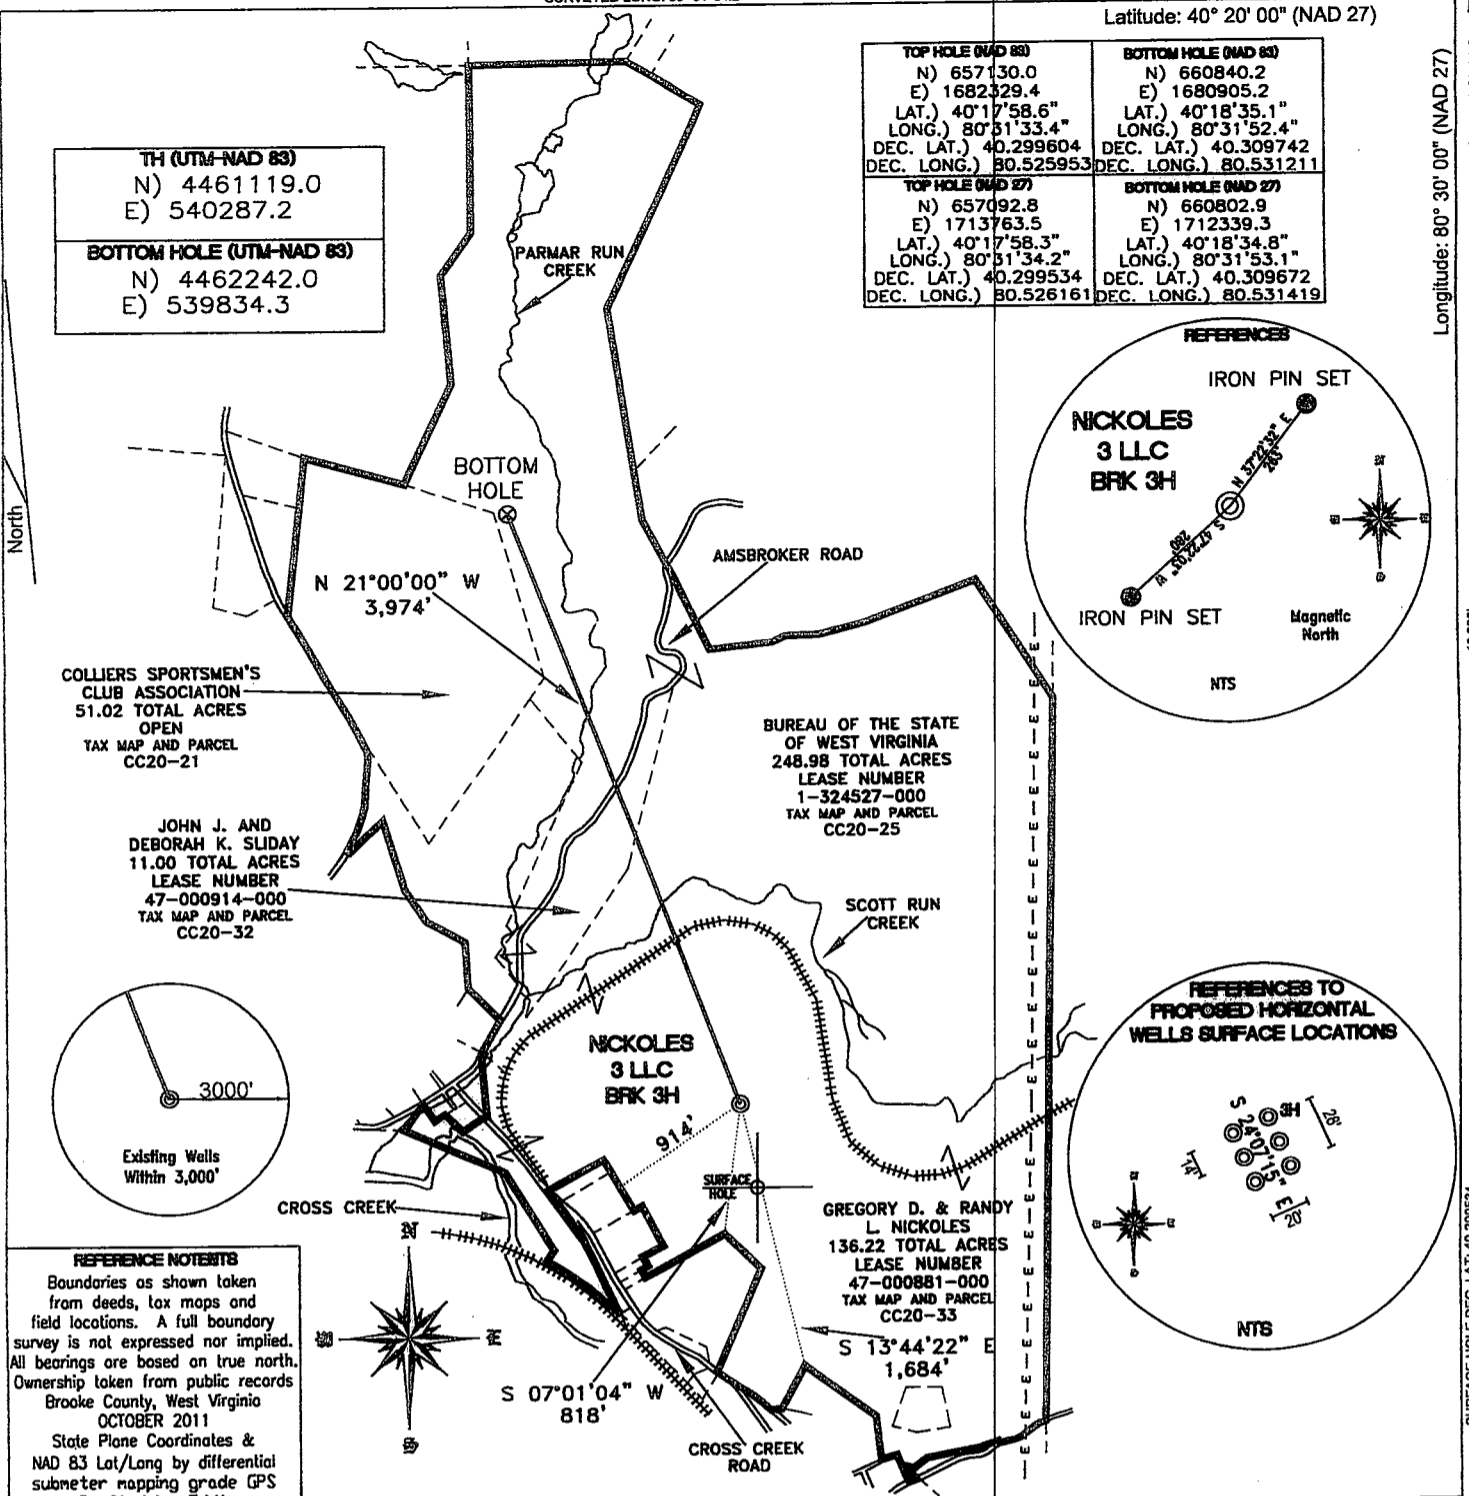 Latitude: 40° 20' 00" (NAD 27)
Longitude: 80° 30' 00" (NAD 27)
TOP HOLE (NAD 83)
N) 657130.0
E) 1682329.4
LAT.) 40°17'58.6"
LONG.) 80°31'33.4"
DEC. LAT.) 40.299604
DEC. LONG.) 80.525953
BOTTOM HOLE (NAD 83)
N) 660840.2
E) 1680905.2
LAT.) 40°18'35.1"
LONG.) 80°31'52.4"
DEC. LAT.) 40.309742
DEC. LONG.) 80.531211
TOP HOLE (NAD 27)
N) 657092.8
E) 1713763.5
LAT.) 40°17'58.3"
LONG.) 80°31'34.2"
DEC. LAT.) 40.299534
DEC. LONG.) 80.526161
BOTTOM HOLE (NAD 27)
N) 660802.9
E) 1712339.3
LAT.) 40°18'34.8"
LONG.) 80°31'53.1"
DEC. LAT.) 40.309672
DEC. LONG.) 80.531419
TH (UTM-NAD 83)
N) 4461119.0
E) 540287.2
BOTTOM HOLE (UTM-NAD 83)
N) 4462242.0
E) 539834.3
PARMAR RUN
CREEK
North
REFERENCES
IRON PIN SET
NICKOLES
3 LLC
BRK 3H
N 37°22'32" E
263'
S 47°22'03" W
280'
IRON PIN SET
Magnetic
North
NTS
BOTTOM
HOLE
N 21°00'00" W
3,974'
AMSBROKER ROAD
COLLIERS SPORTSMEN'S
CLUB ASSOCIATION
51.02 TOTAL ACRES
OPEN
TAX MAP AND PARCEL
CC20-21
BUREAU OF THE STATE
OF WEST VIRGINIA
248.98 TOTAL ACRES
LEASE NUMBER
1-324527-000
TAX MAP AND PARCEL
CC20-25
JOHN J. AND
DEBORAH K. SLIDAY
11.00 TOTAL ACRES
LEASE NUMBER
47-000914-000
TAX MAP AND PARCEL
CC20-32
SCOTT RUN
CREEK
3000'
Existing Wells
Within 3,000'
NICKOLES
3 LLC
BRK 3H
914'
SURFACE
HOLE
REFERENCES TO
PROPOSED HORIZONTAL
WELLS SURFACE LOCATIONS
3H
S 24°07'15" E
28'
14'
20'
NTS
CROSS CREEK
N
E
S
GREGORY D. & RANDY
L. NICKOLES
136.22 TOTAL ACRES
LEASE NUMBER
47-000881-000
TAX MAP AND PARCEL
CC20-33
S 13°44'22" E
1,684'
S 07°01'04" W
818'
CROSS CREEK
ROAD
REFERENCE NOTENTS
Boundaries as shown taken
from deeds, tax maps and
field locations. A full boundary
survey is not expressed nor implied.
All bearings are based on true north.
Ownership taken from public records
Brooke County, West Virginia
OCTOBER 2011
State Plane Coordinates &
NAD 83 Lat/Long by differential
submeter mapping grade GPS